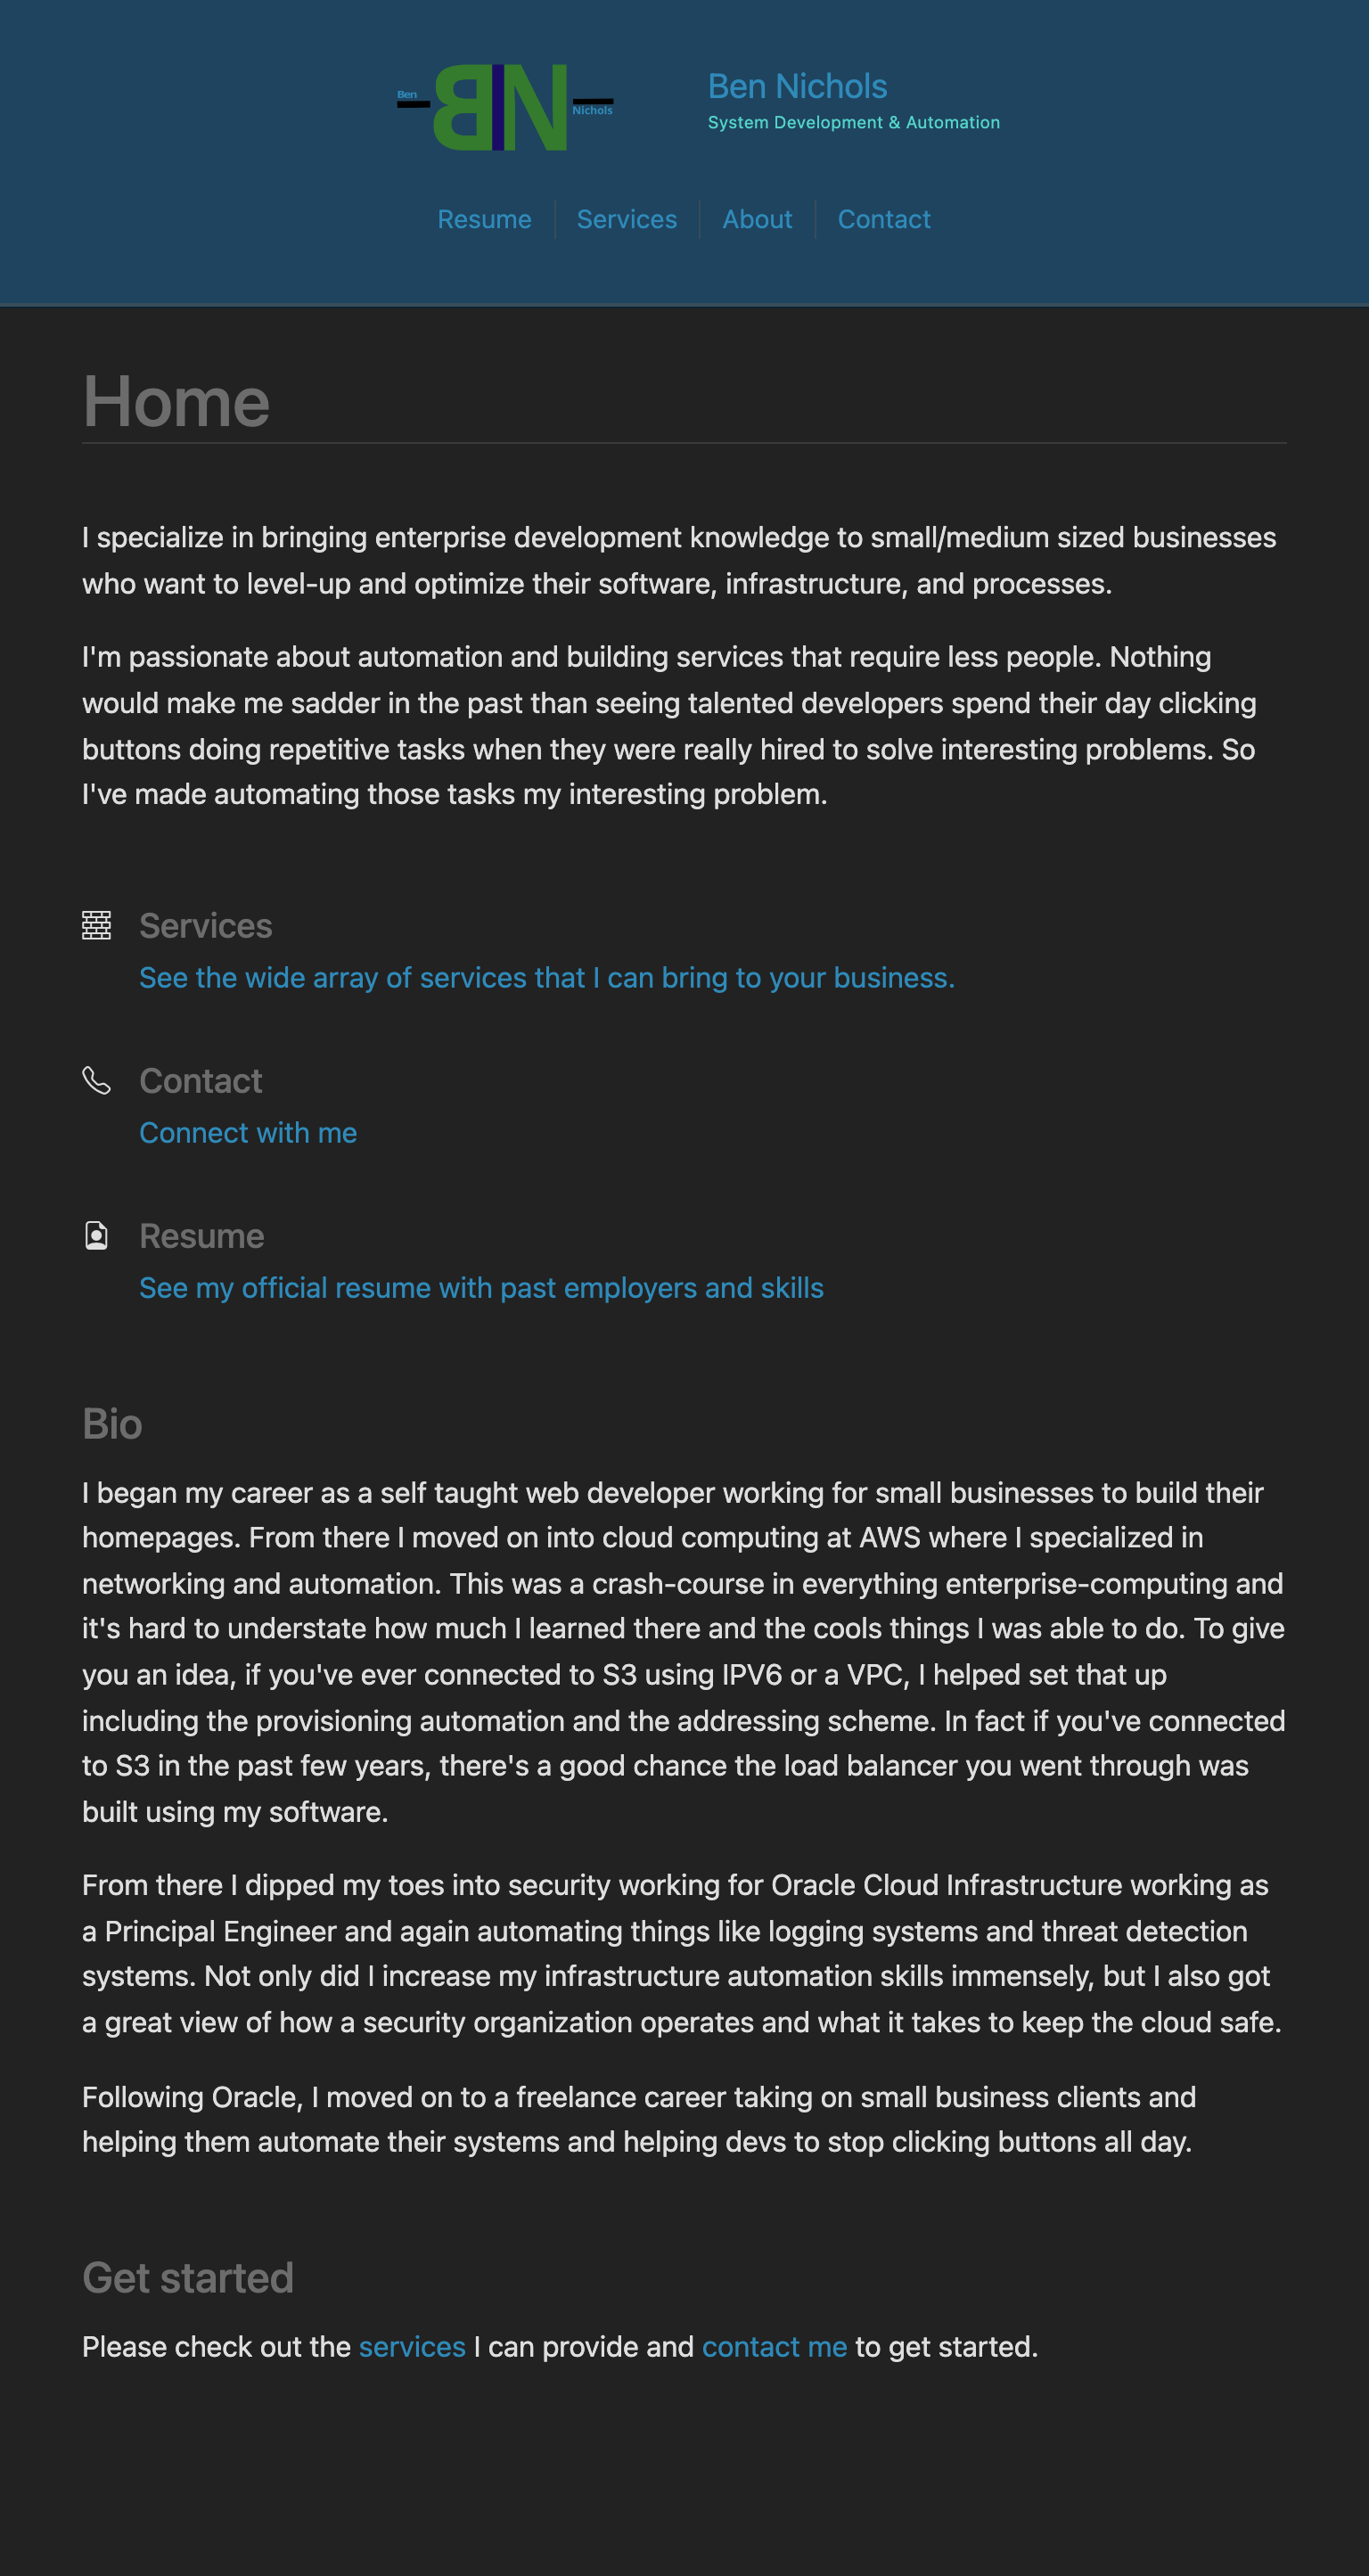 Ben
BN
Nichols
Ben Nichols
System Development & Automation
Resume
Services
About
Contact
Home
I specialize in bringing enterprise development knowledge to small/medium sized businesses
who want to level-up and optimize their software, infrastructure, and processes.
I'm passionate about automation and building services that require less people. Nothing
would make me sadder in the past than seeing talented developers spend their day clicking
buttons doing repetitive tasks when they were really hired to solve interesting problems. So
I've made automating those tasks my interesting problem.
Services
See the wide array of services that I can bring to your business.
Contact
Connect with me
Resume
See my official resume with past employers and skills
Bio
I began my career as a self taught web developer working for small businesses to build their
homepages. From there I moved on into cloud computing at AWS where I specialized in
networking and automation. This was a crash-course in everything enterprise-computing and
it's hard to understate how much I learned there and the cools things I was able to do. To give
you an idea, if you've ever connected to S3 using IPV6 or a VPC, I helped set that up
including the provisioning automation and the addressing scheme. In fact if you've connected
to S3 in the past few years, there's a good chance the load balancer you went through was
built using my software.
From there I dipped my toes into security working for Oracle Cloud Infrastructure working as
a Principal Engineer and again automating things like logging systems and threat detection
systems. Not only did I increase my infrastructure automation skills immensely, but I also got
a great view of how a security organization operates and what it takes to keep the cloud safe.
Following Oracle, I moved on to a freelance career taking on small business clients and
helping them automate their systems and helping devs to stop clicking buttons all day.
Get started
Please check out the services I can provide and contact me to get started.